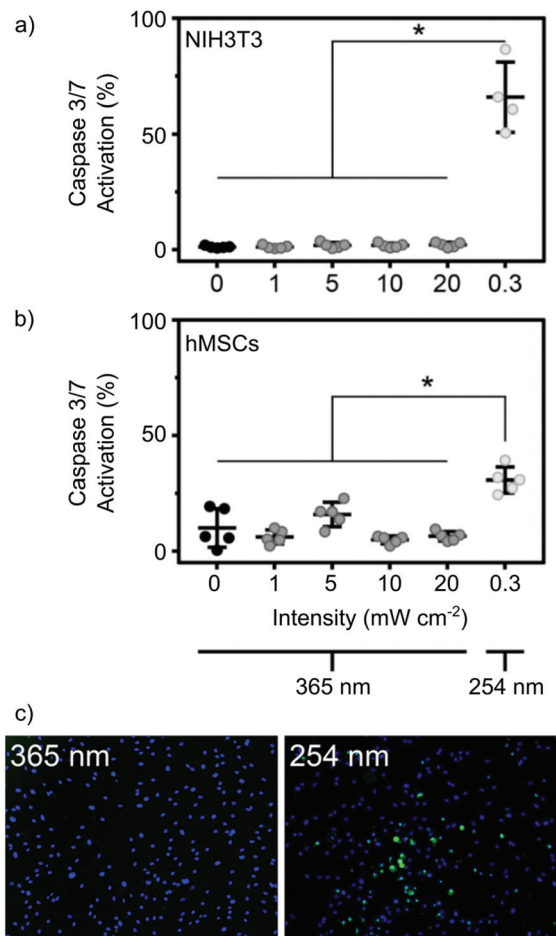 a)
NIH3T3
*
Caspase 3/7
Activation (%)
100
50
0
0 1 5 10 20 0.3
b)
hMSCs
*
Caspase 3/7
Activation (%)
100
50
0
0 1 5 10 20 0.3
Intensity (mW cm⁻²)
365 nm 254 nm
c)
365 nm 254 nm